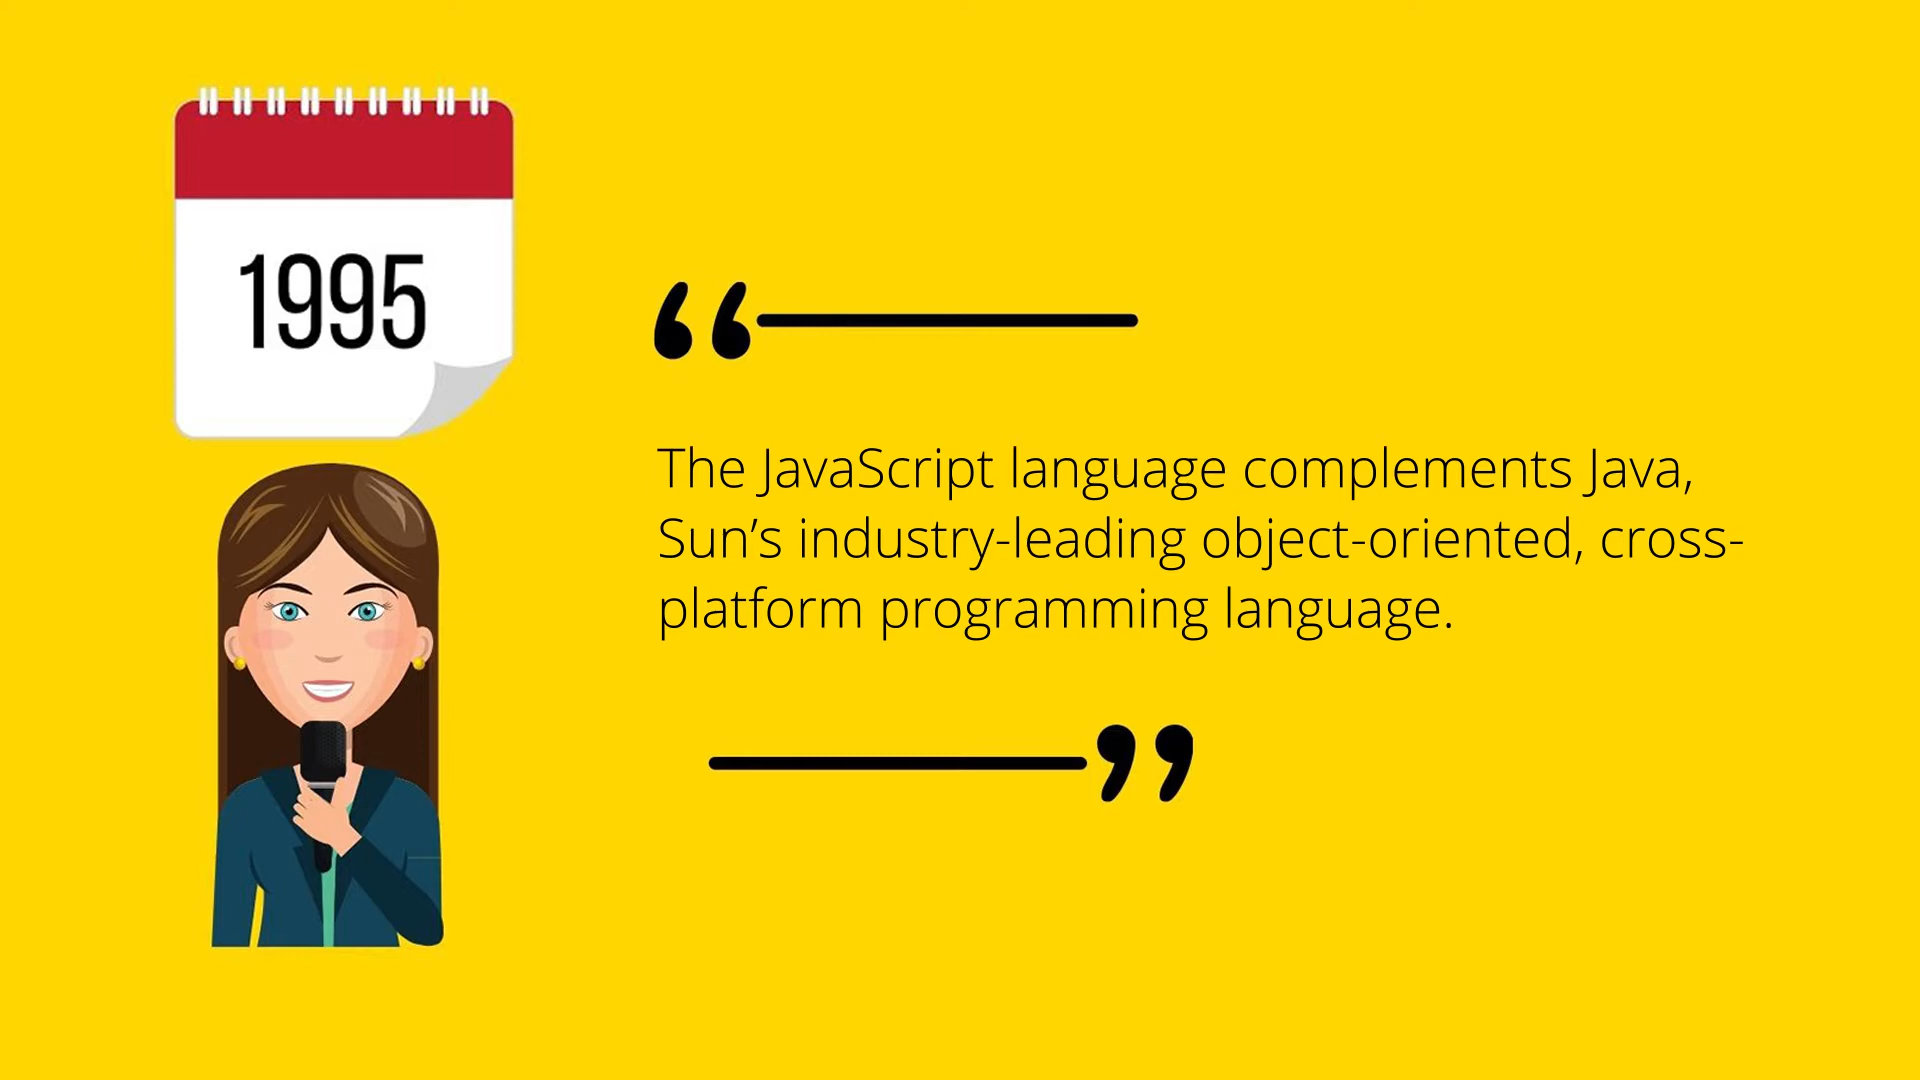 1995
The JavaScript language complements Java,
Sun’s industry-leading object-oriented, cross-
platform programming language.